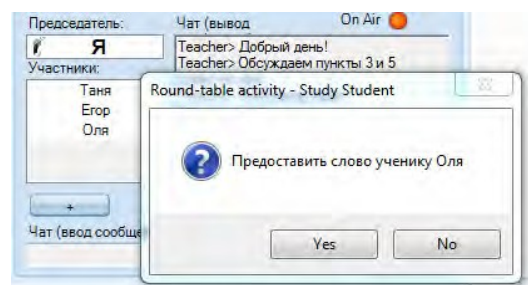 Председатель:
Чат (вывод
On Air
Я
Teacher> Добрый день!
Teacher> Обсуждаем пункты 3 и 5
Участники:
Таня
Егор
Оля
Round-table activity - Study Student
Предоставить слово ученику Оля
+
Yes
No
Чат (ввод сообще